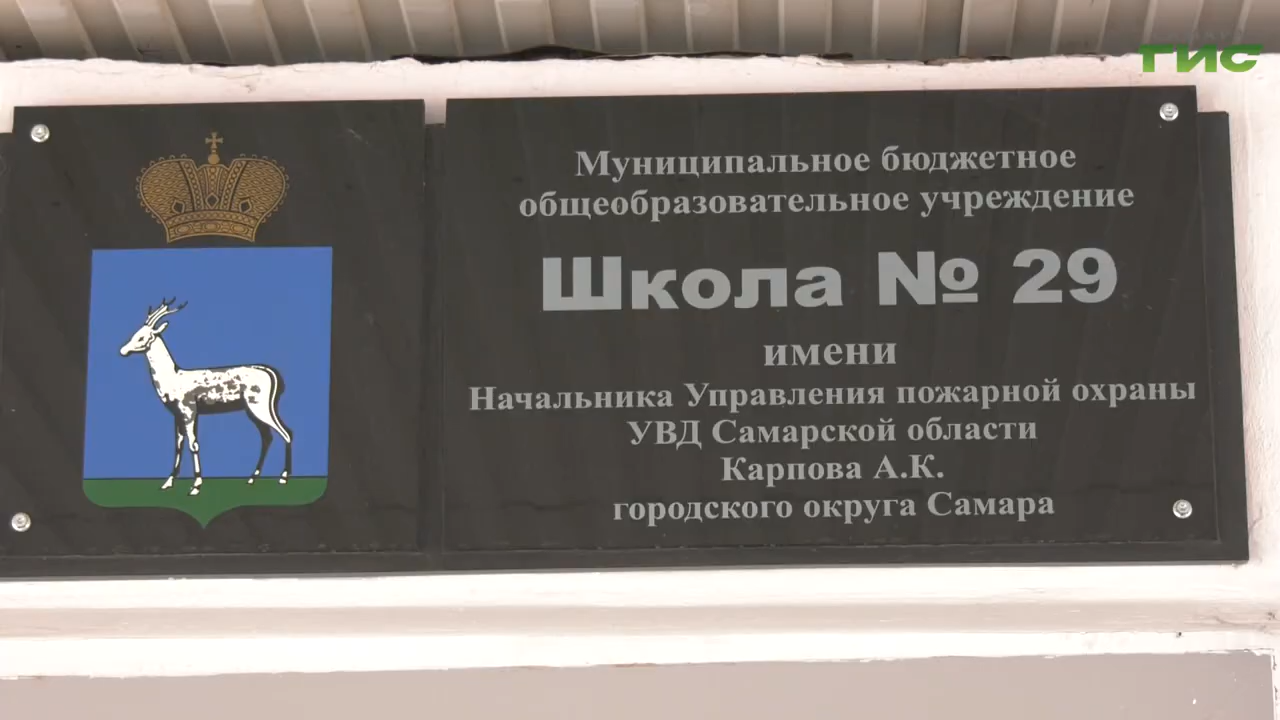 ГИС
Муниципальное бюджетное
общеобразовательное учреждение
Школа № 29
имени
Начальника Управления пожарной охраны
УВД Самарской области
Карпова А.К.
городского округа Самара